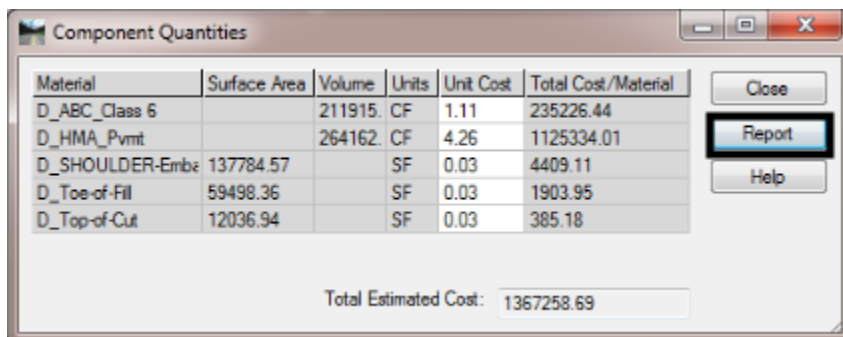 Component Quantities
Material Surface Area Volume Units Unit Cost Total Cost/Material
D_ABC_Class 6 211915. CF 1.11 235226.44
D_HMA_Pvmt 264162. CF 4.26 1125334.01
D_SHOULDER-Emba 137784.57 SF 0.03 4409.11
D_Toe-of-Fill 59498.36 SF 0.03 1903.95
D_Top-of-Cut 12036.94 SF 0.03 385.18
Total Estimated Cost: 1367258.69
Close
Report
Help